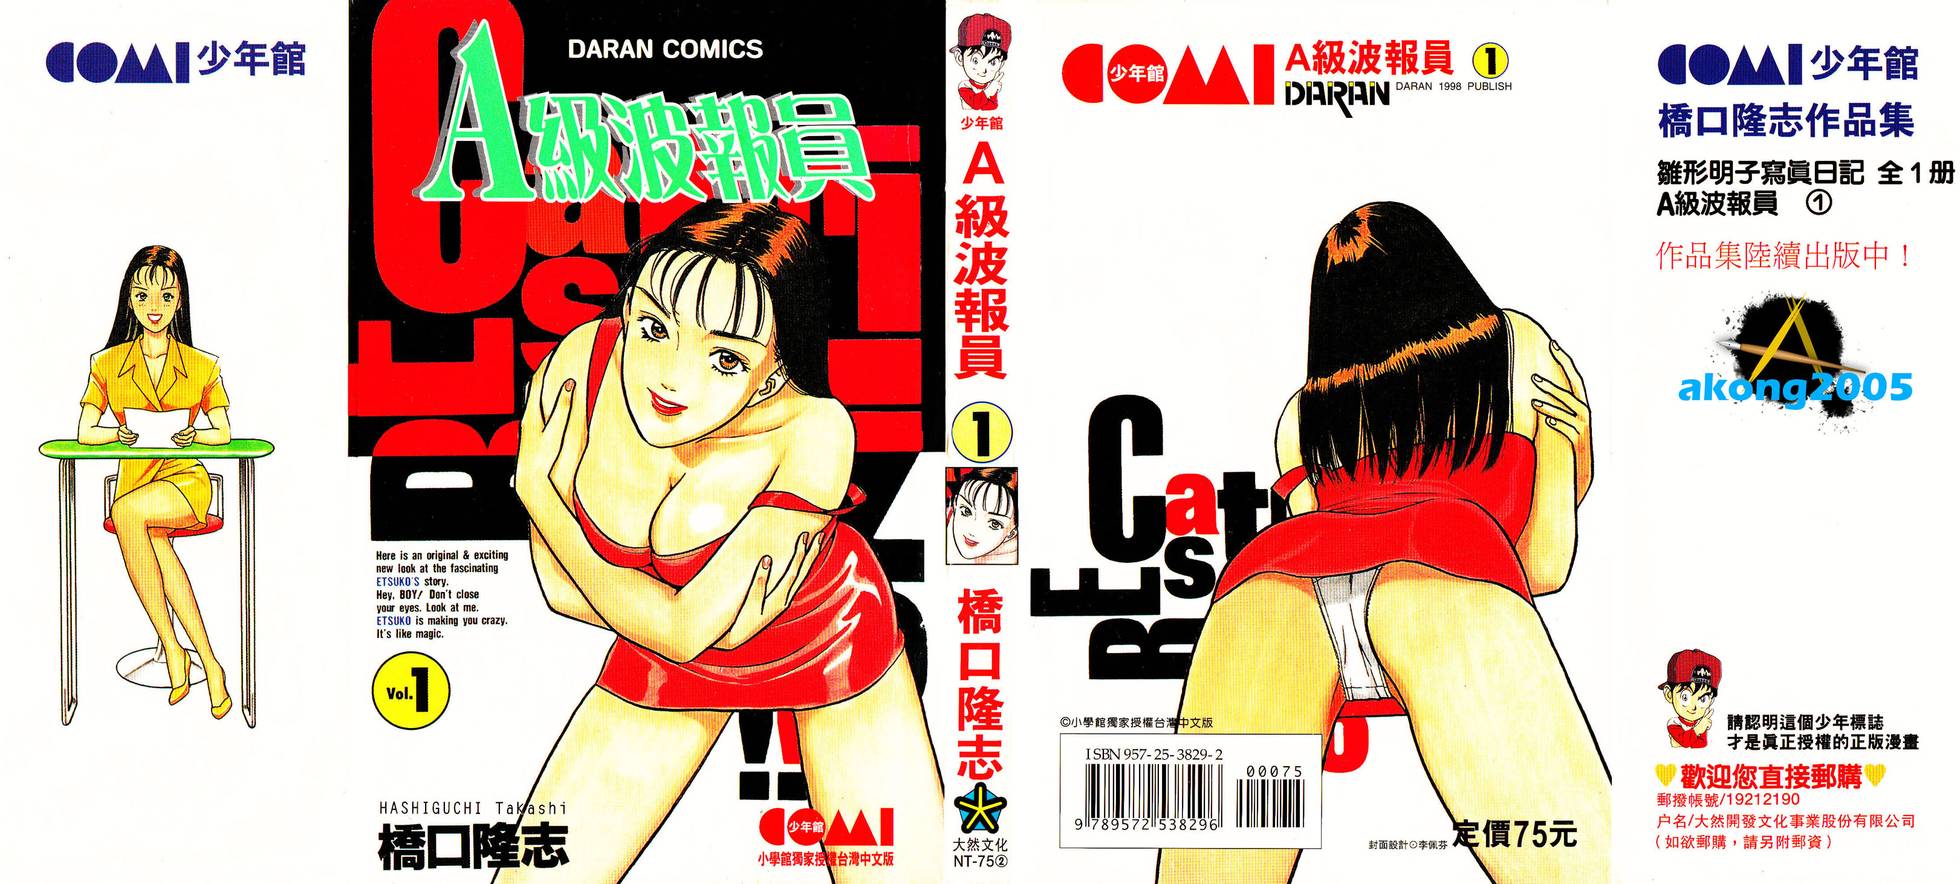 COMI 少年館
DARAN COMICS
A級波報員
Here is an original & exciting
new look at the fascinating
ETSUKO'S story.
Hey, BOY/ Don't close
your eyes. Look at me.
ETSUKO is making you crazy.
It's like magic.
Vol.1
HASHIGUCHI Takashi
橋口隆志
COMI 少年館
小學館獨家授權台灣中文版
少年館
A級波報員
1
橋口隆志
大然文化
NT-75②
COMI 少年館
A級波報員 1
DARAN DARAN 1998 PUBLISH
Cast
RE
©小學館獨家授權台灣中文版
ISBN 957-25-3829-2
00075
9 789572 538296
封面設計⊙李佩芬
定價75元
COMI 少年館
橋口隆志作品集
雛形明子寫眞日記 全1册
A級波報員 ①
作品集陸續出版中！
akong2005
請認明這個少年標誌
才是眞正授權的正版漫畫
歡迎您直接郵購
郵撥帳號/19212190
户名/大然開發文化事業股份有限公司
(如欲郵購，請另附郵資)